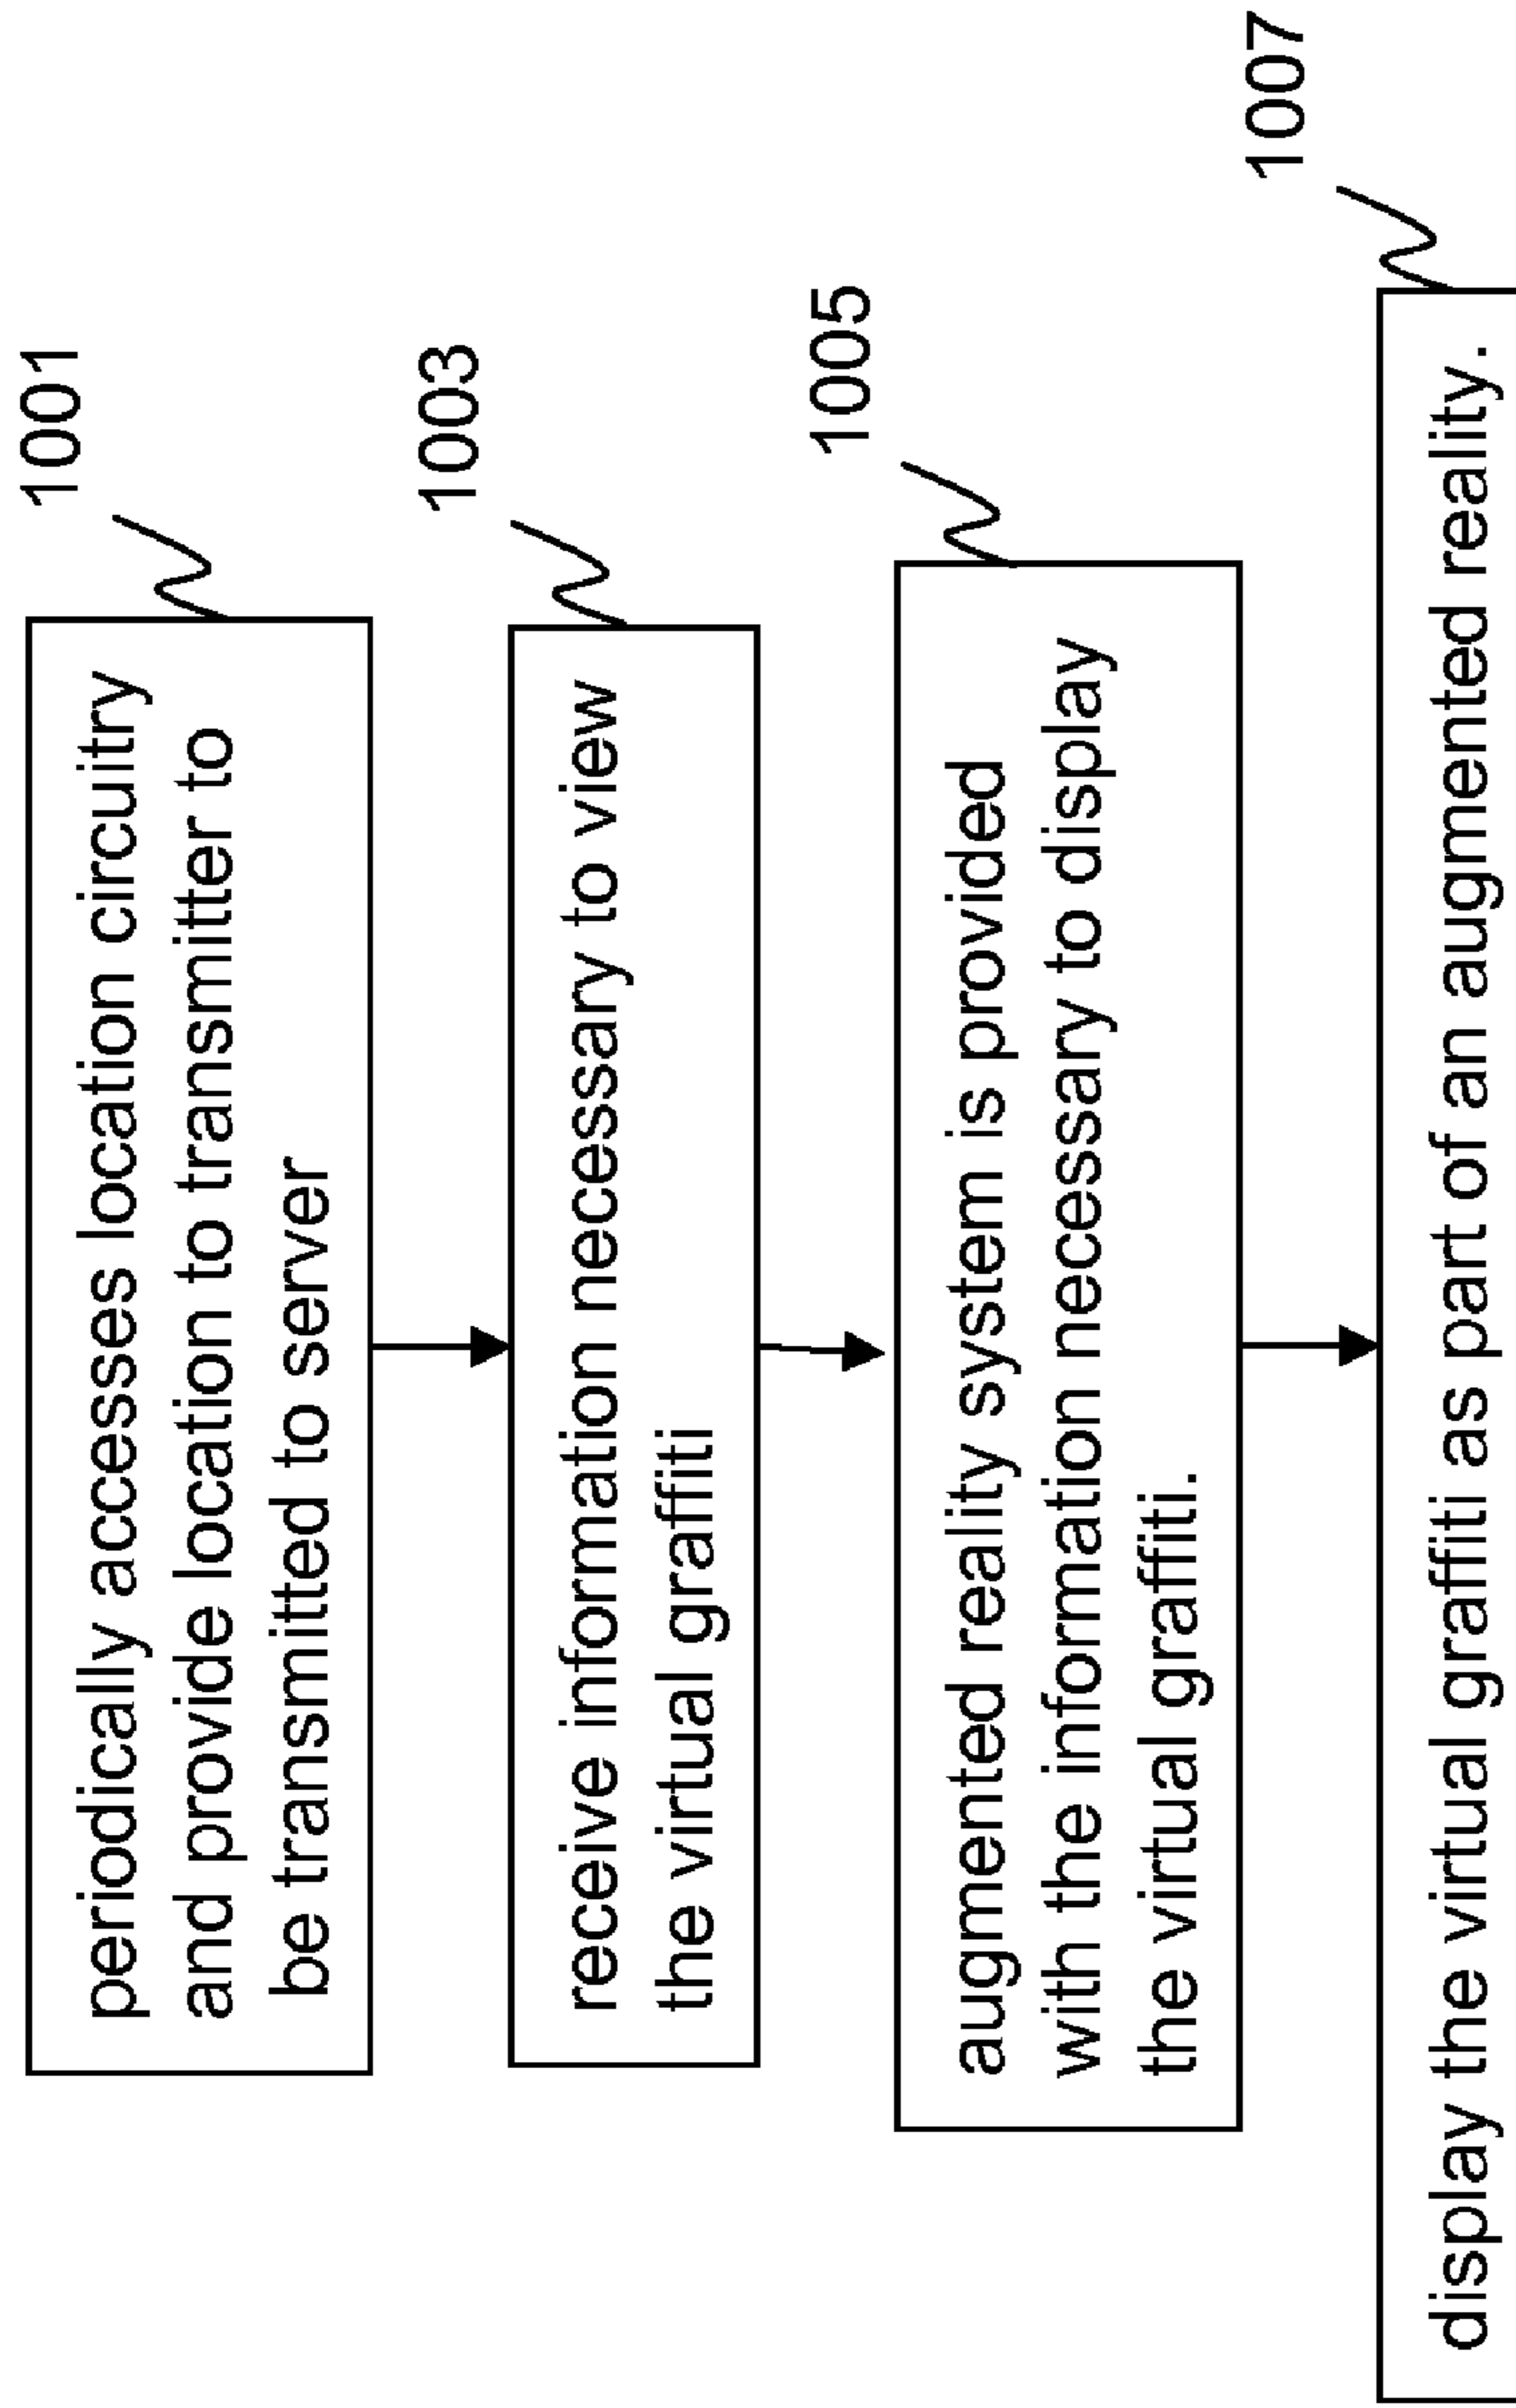 1001
periodically accesses location circuitry
and provide location to transmitter to
be transmitted to server
1003
receive information necessary to view
the virtual graffiti
1005
augmented reality system is provided
with the information necessary to display
the virtual graffiti.
1007
display the virtual graffiti as part of an augmented reality.